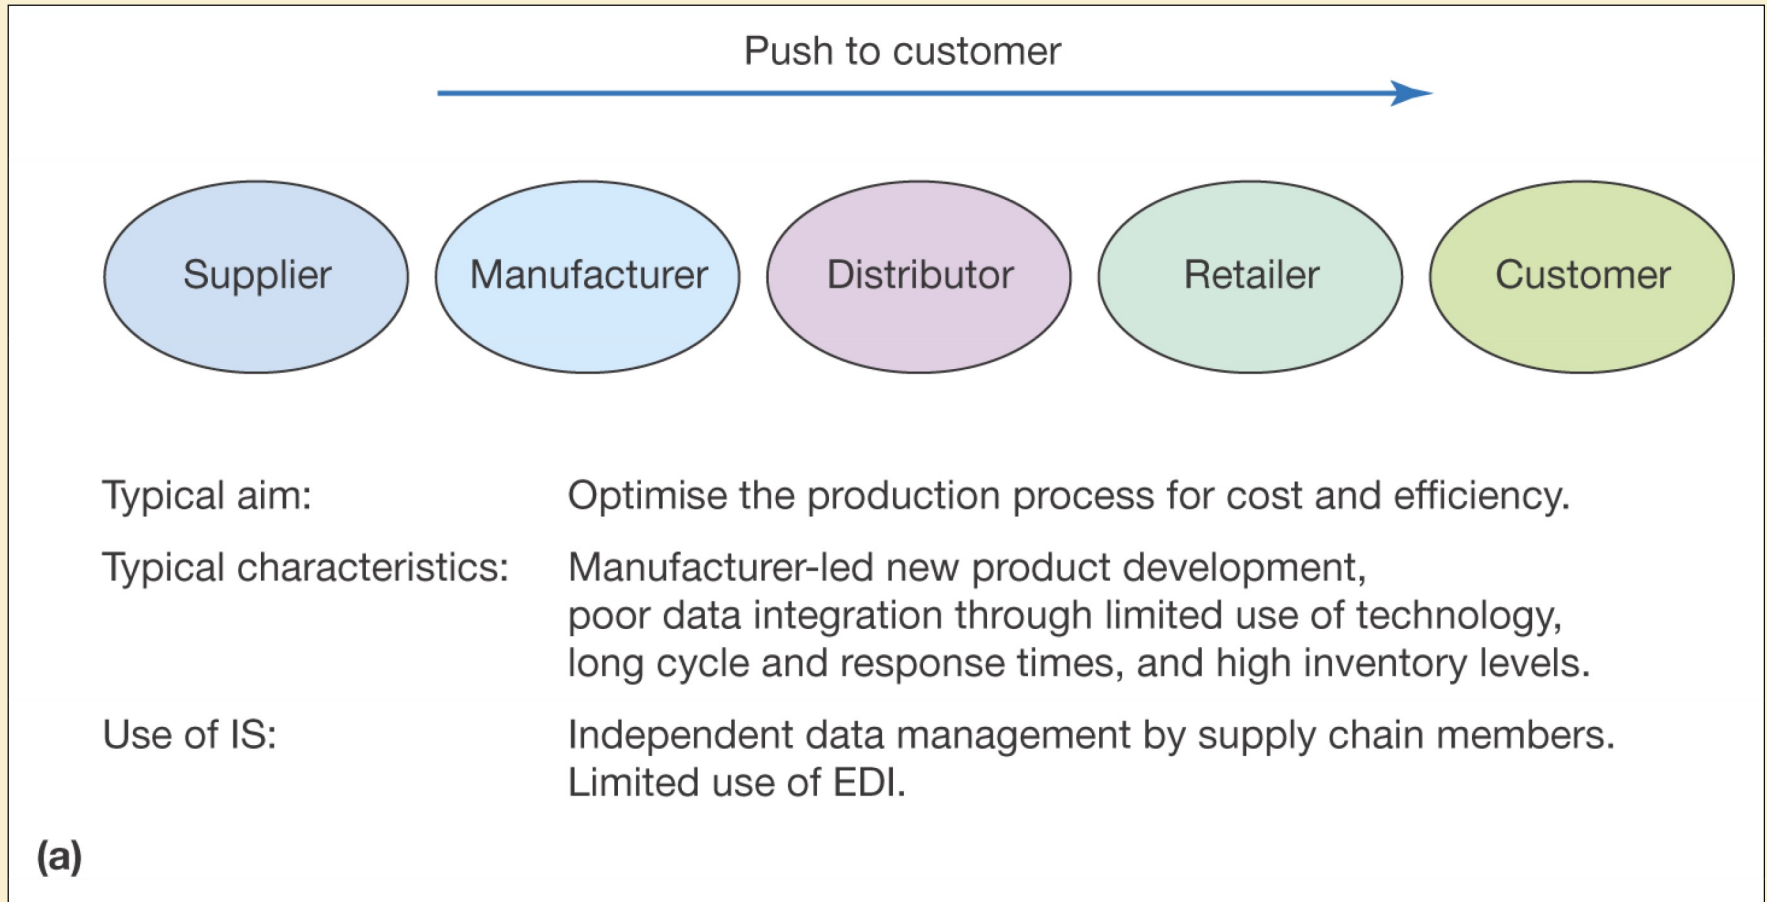 Push to customer
Supplier
Manufacturer
Distributor
Retailer
Customer
Typical aim:
Optimise the production process for cost and efficiency.
Typical characteristics:
Manufacturer-led new product development,
poor data integration through limited use of technology,
long cycle and response times, and high inventory levels.
Use of IS:
Independent data management by supply chain members.
Limited use of EDI.
(a)